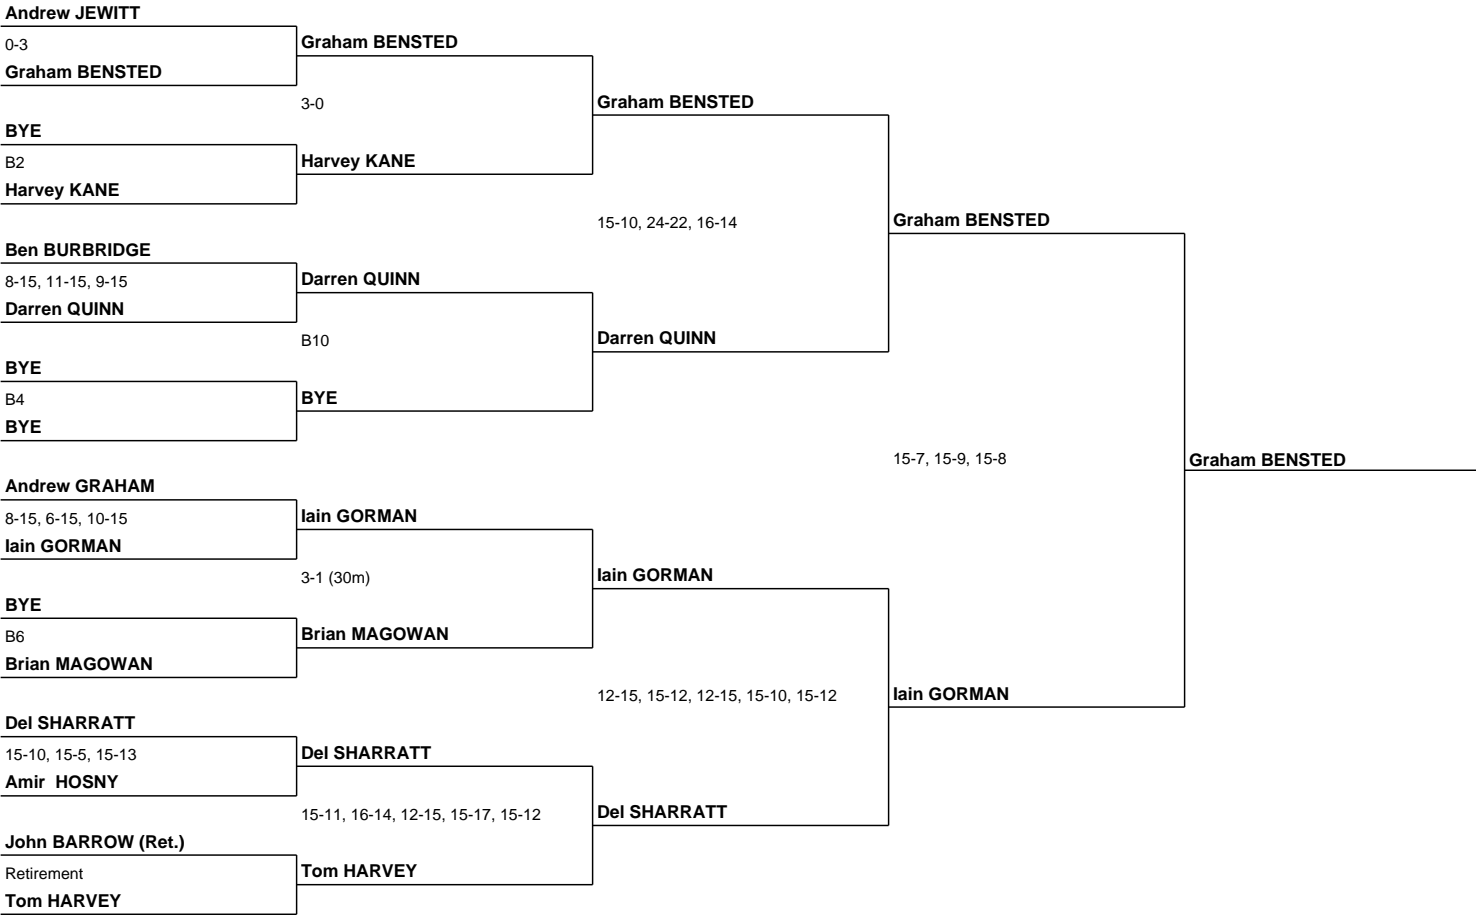 Andrew JEWITT
0-3
Graham BENSTED
BYE
B2
Harvey KANE
Ben BURBRIDGE
8-15, 11-15, 9-15
Darren QUINN
BYE
B4
BYE
Andrew GRAHAM
8-15, 6-15, 10-15
Iain GORMAN
BYE
B6
Brian MAGOWAN
Del SHARRATT
15-10, 15-5, 15-13
Amir HOSNY
John BARROW (Ret.)
Retirement
Tom HARVEY
Graham BENSTED
3-0
Harvey KANE
Darren QUINN
B10
BYE
Iain GORMAN
3-1 (30m)
Brian MAGOWAN
Del SHARRATT
15-11, 16-14, 12-15, 15-17, 15-12
Tom HARVEY
Graham BENSTED
15-10, 24-22, 16-14
Darren QUINN
Iain GORMAN
12-15, 15-12, 12-15, 15-10, 15-12
Del SHARRATT
Graham BENSTED
15-7, 15-9, 15-8
Iain GORMAN
Graham BENSTED